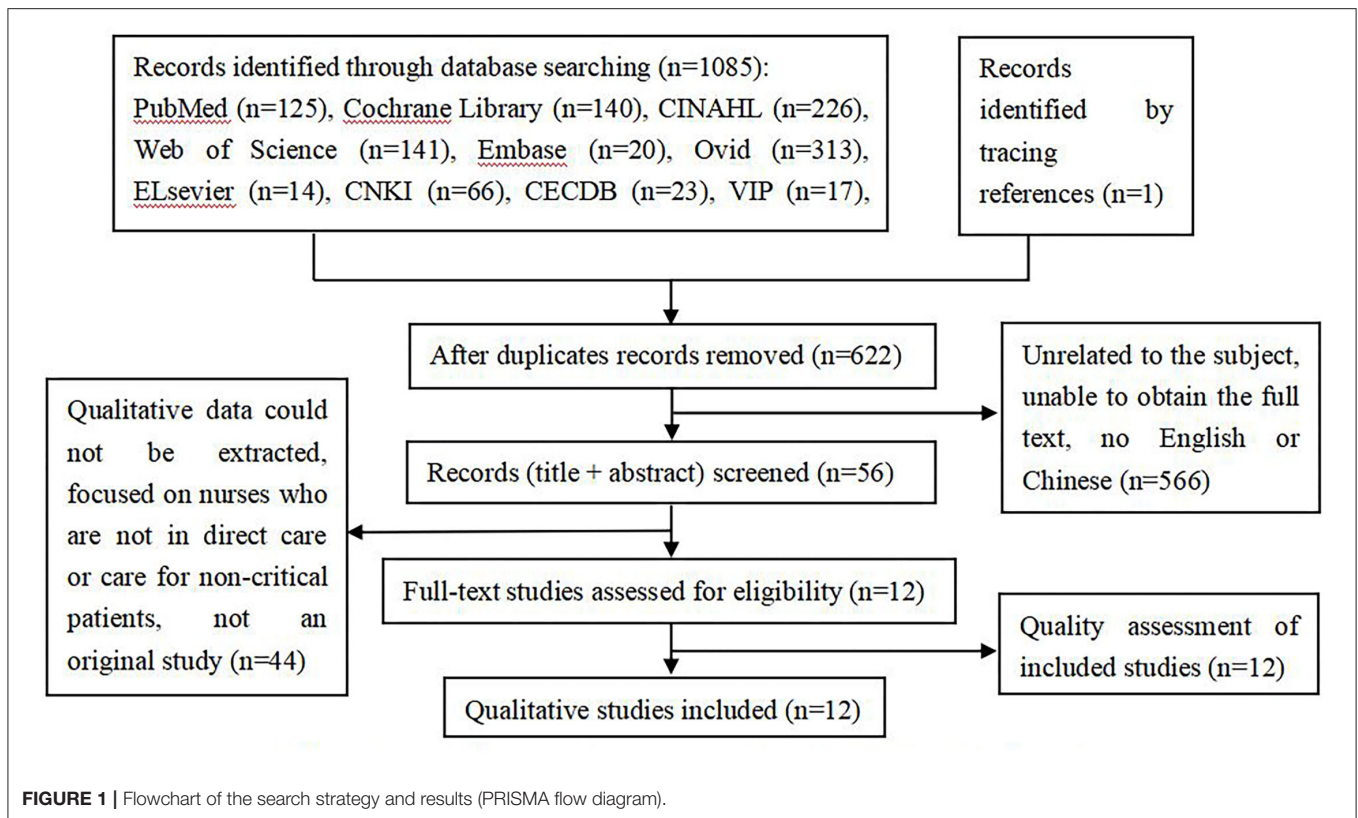 Records identified through database searching (n=1085):
PubMed (n=125), Cochrane Library (n=140), CINAHL (n=226),
Web of Science (n=141), Embase (n=20), Ovid (n=313),
ELsevier (n=14), CNKI (n=66), CECDB (n=23), VIP (n=17),
Records
identified by
tracing
references (n=1)
After duplicates records removed (n=622)
Unrelated to the subject,
unable to obtain the full
text, no English or
Chinese (n=566)
Records (title + abstract) screened (n=56)
Qualitative data could
not be extracted,
focused on nurses who
are not in direct care
or care for non-critical
patients, not an
original study (n=44)
Full-text studies assessed for eligibility (n=12)
Quality assessment of
included studies (n=12)
Qualitative studies included (n=12)
FIGURE 1 | Flowchart of the search strategy and results (PRISMA flow diagram).